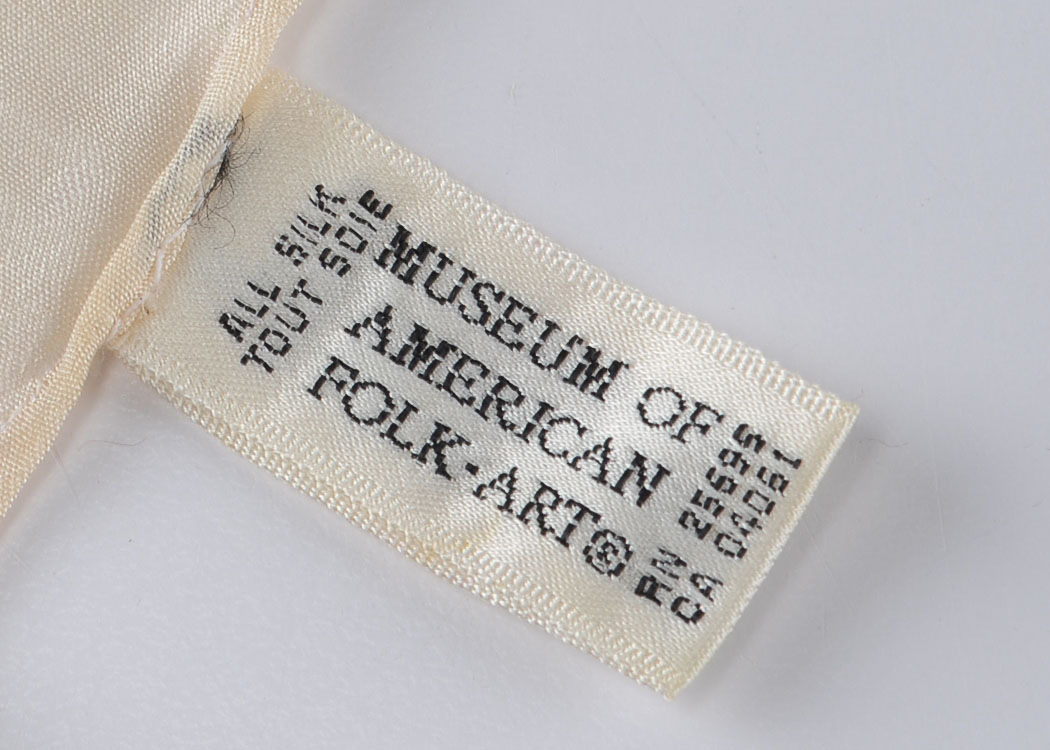 ALL SILK
TOUT SOIE
MUSEUM OF
AMERICAN
FOLK-ART®
RN 25695
CA 04061